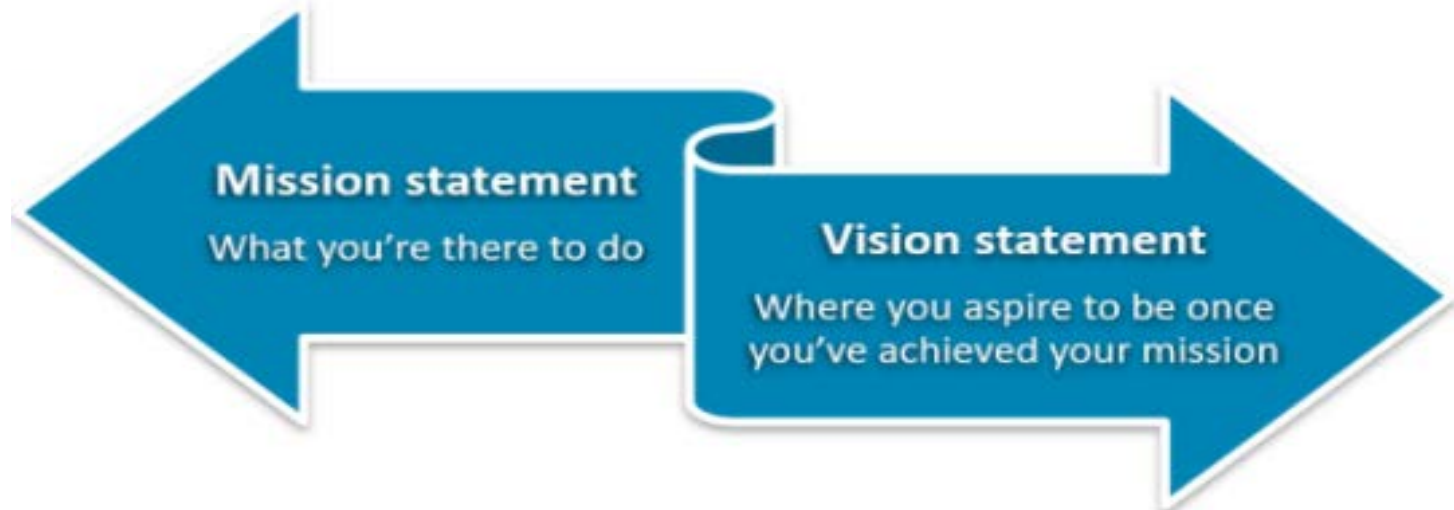 Mission statement
What you're there to do
Vision statement
Where you aspire to be once
you've achieved your mission